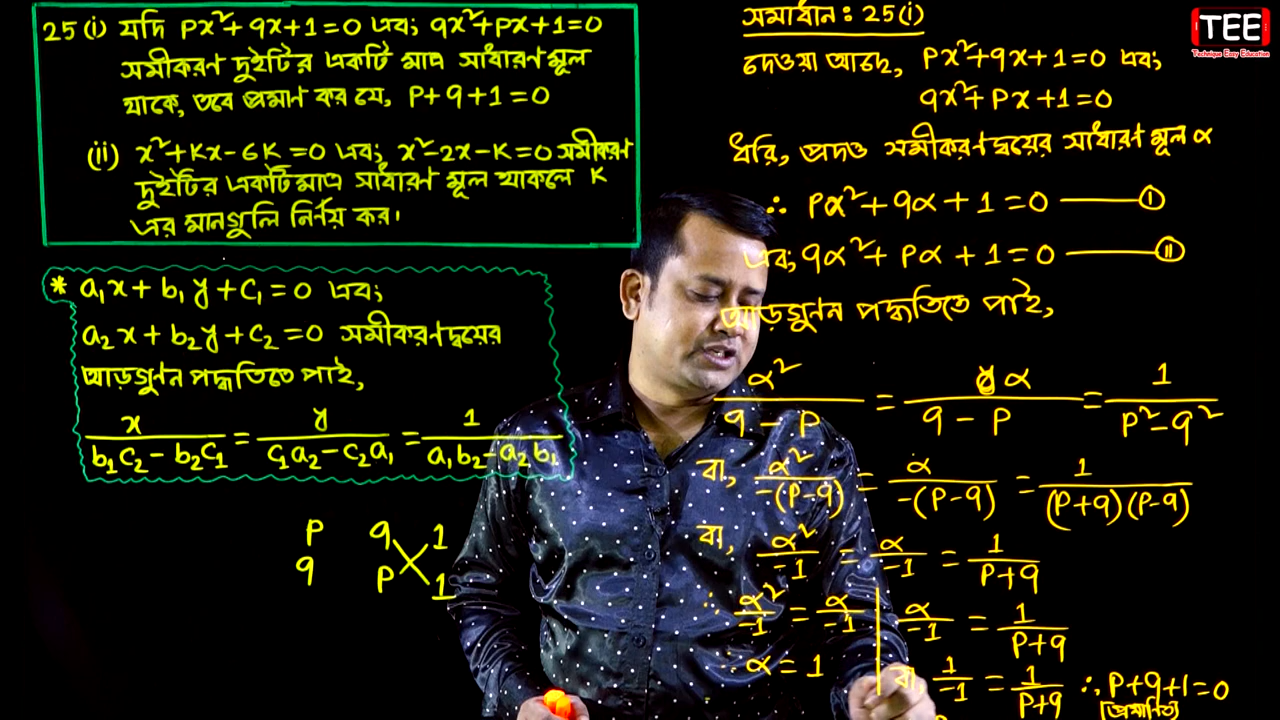 25 (i) যদি Px²+qx+1=0 এবং qx²+Px+1=0
সমীকরণ দুইটির একটি মাত্র সাধারণ মূল
থাকে, তবে প্রমাণ কর যে, P+q+1=0
(ii) x²+Kx-6K=0 এবং x²-2x-K=0 সমীকরণ
দুইটির একটিমাত্র সাধারণ মূল থাকলে K
এর মানগুলি নির্ণয় কর।
* a₁x+b₁y+c₁=0 এবং
a₂x+b₂y+c₂=0 সমীকরণদ্বয়ের
আড়গুণন পদ্ধতিতে পাই,
x/(b₁c₂-b₂c₁) = y/(c₁a₂-c₂a₁) = 1/(a₁b₂-a₂b₁)
P q 1
q P 1
সমাধান: 25(i)
দেওয়া আছে, Px²+qx+1=0 এবং
qx²+Px+1=0
ধরি, প্রদত্ত সমীকরণদ্বয়ের সাধারণ মূল α
∴ Pα²+qα+1=0 — (I)
এবং qα²+Pα+1=0 — (II)
আড়গুণন পদ্ধতিতে পাই,
α²/(q-P) = α/(q-P) = 1/(P²-q²)
বা, α²/-(P-q) = α/-(P-q) = 1/(P+q)(P-q)
বা, α²/-1 = α/-1 = 1/(P+q)
∴ α²/-1 = α/-1
∴ α=1
α/-1 = 1/(P+q)
বা, 1/-1 = 1/(P+q) ∴ P+q+1=0
[প্রমাণিত]
TEE
Technique Easy Education